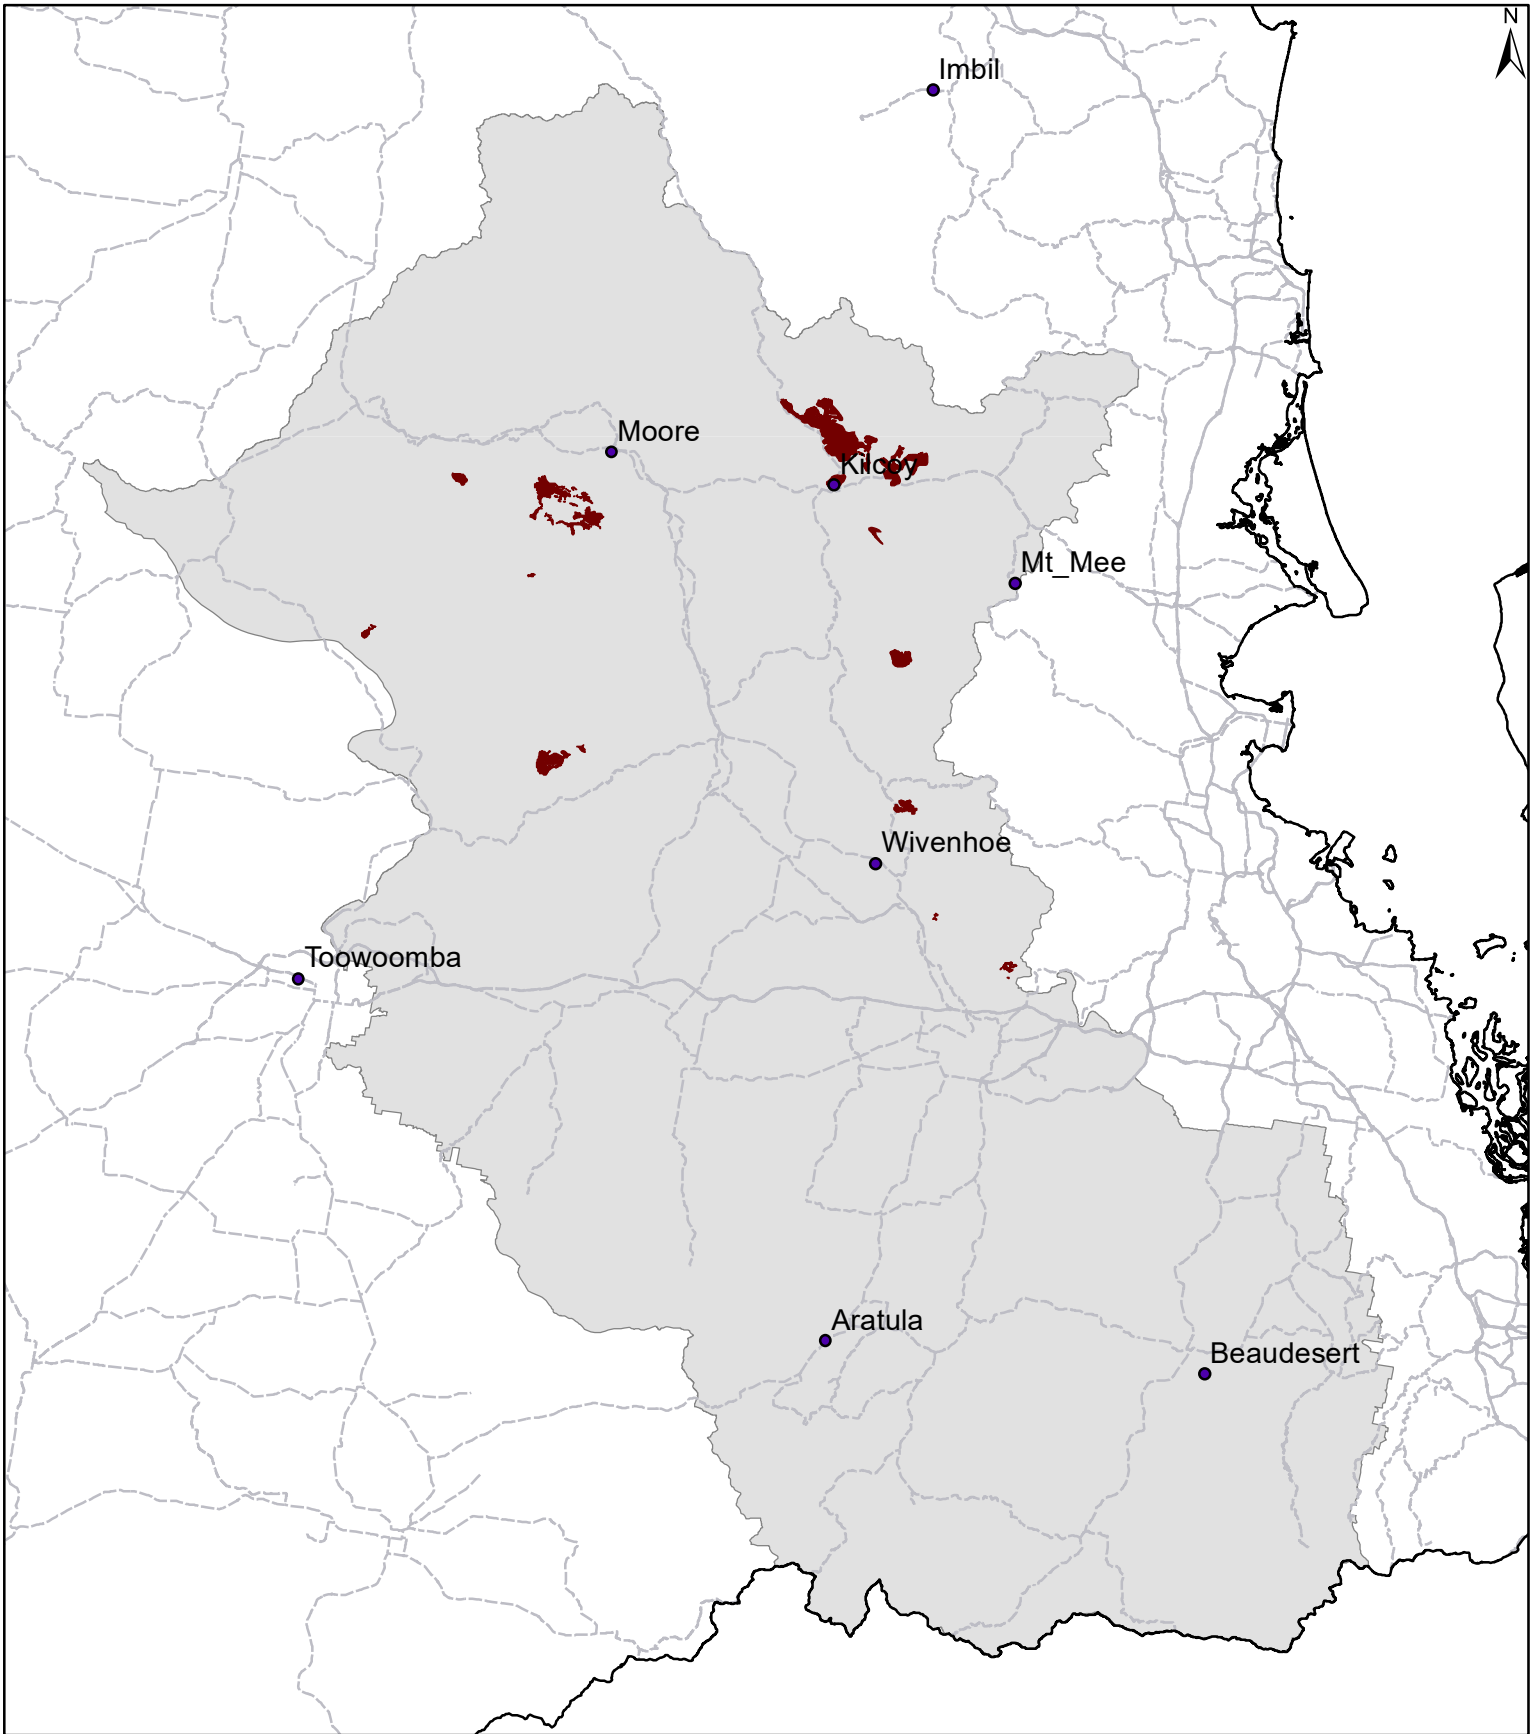 N
Imbil
Moore
Kilcoy
Mt_Mee
Wivenhoe
Toowoomba
Aratula
Beaudesert